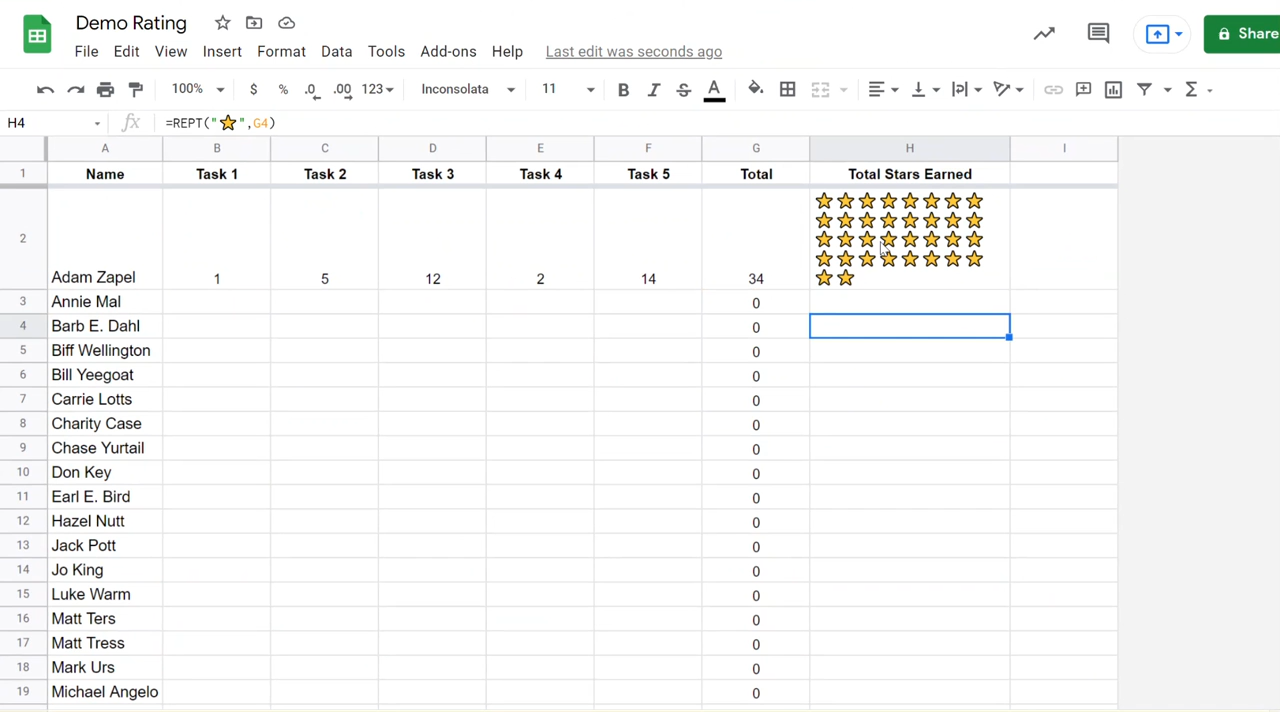 Demo Rating
File Edit View Insert Format Data Tools Add-ons Help Last edit was seconds ago
Share
100% $ % .0 .00 123 Inconsolata 11 B I S A Σ
H4 fx =REPT("⭐",G4)
A B C D E F G H I
1 Name Task 1 Task 2 Task 3 Task 4 Task 5 Total Total Stars Earned
2 Adam Zapel 1 5 12 2 14 34
3 Annie Mal 0
4 Barb E. Dahl 0
5 Biff Wellington 0
6 Bill Yeegoat 0
7 Carrie Lotts 0
8 Charity Case 0
9 Chase Yurtail 0
10 Don Key 0
11 Earl E. Bird 0
12 Hazel Nutt 0
13 Jack Pott 0
14 Jo King 0
15 Luke Warm 0
16 Matt Ters 0
17 Matt Tress 0
18 Mark Urs 0
19 Michael Angelo 0